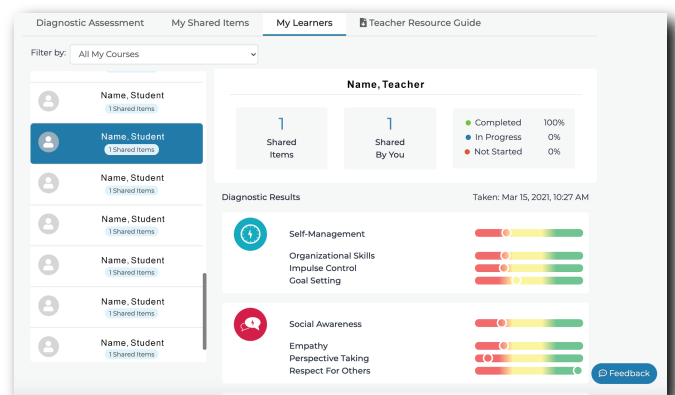 Diagnostic Assessment My Shared Items My Learners Teacher Resource Guide
Filter by: All My Courses
Name, Student
1 Shared Items
Name, Student
1 Shared Items
Name, Student
1 Shared Items
Name, Student
1 Shared Items
Name, Student
1 Shared Items
Name, Student
1 Shared Items
Name, Student
1 Shared Items
Name, Teacher
1
Shared
Items
1
Shared
By You
Completed 100%
In Progress 0%
Not Started 0%
Diagnostic Results Taken: Mar 15, 2021, 10:27 AM
Self-Management
Organizational Skills
Impulse Control
Goal Setting
Social Awareness
Empathy
Perspective Taking
Respect For Others
Feedback